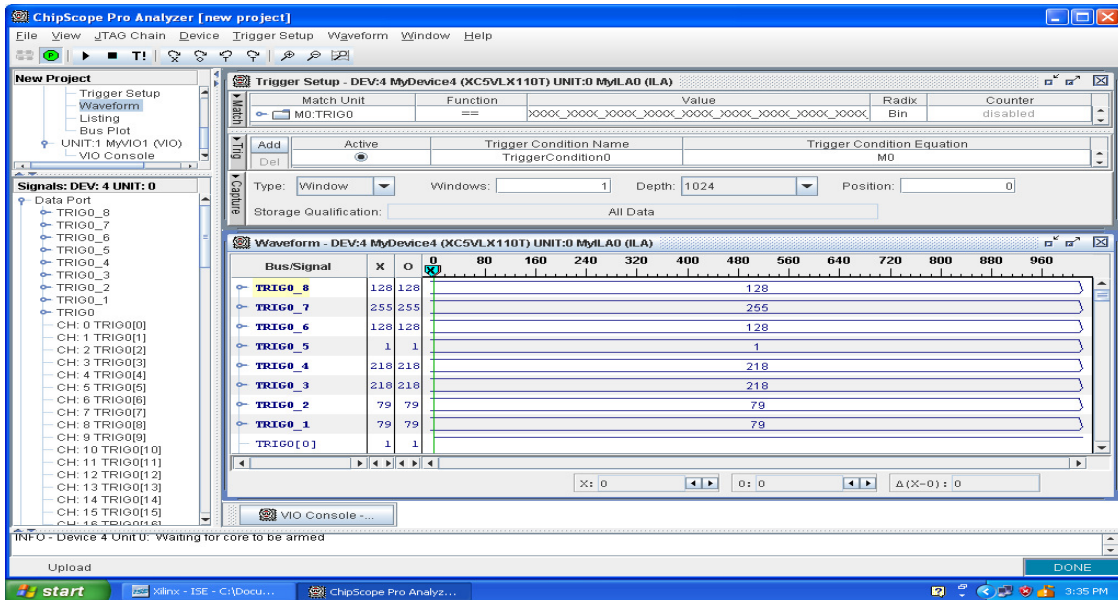 ChipScope Pro Analyzer [new project]
File View JTAG Chain Device Trigger Setup Waveform Window Help
T!
New Project
Trigger Setup
Waveform
Listing
Bus Plot
UNIT:1 MyVIO1 (VIO)
VIO Console
Signals: DEV: 4 UNIT: 0
Data Port
TRIG0_8
TRIG0_7
TRIG0_6
TRIG0_5
TRIG0_4
TRIG0_3
TRIG0_2
TRIG0_1
TRIG0
CH: 0 TRIG0[0]
CH: 1 TRIG0[1]
CH: 2 TRIG0[2]
CH: 3 TRIG0[3]
CH: 4 TRIG0[4]
CH: 5 TRIG0[5]
CH: 6 TRIG0[6]
CH: 7 TRIG0[7]
CH: 8 TRIG0[8]
CH: 9 TRIG0[9]
CH: 10 TRIG0[10]
CH: 11 TRIG0[11]
CH: 12 TRIG0[12]
CH: 13 TRIG0[13]
CH: 14 TRIG0[14]
CH: 15 TRIG0[15]
CH: 16 TRIG0[16]
Trigger Setup - DEV:4 MyDevice4 (XC5VLX110T) UNIT:0 MyILA0 (ILA)
Match
Match Unit Function Value Radix Counter
M0:TRIG0 == XXXX_XXXX_XXXX_XXXX_XXXX_XXXX_XXXX_XXXX_XXXX Bin disabled
Trig
Add Active Trigger Condition Name Trigger Condition Equation
Del TriggerCondition0 M0
Capture
Type: Window Windows: 1 Depth: 1024 Position: 0
Storage Qualification: All Data
Waveform - DEV:4 MyDevice4 (XC5VLX110T) UNIT:0 MyILA0 (ILA)
Bus/Signal X O 0 80 160 240 320 400 480 560 640 720 800 880 960
X
TRIG0_8 128 128 128
TRIG0_7 255 255 255
TRIG0_6 128 128 128
TRIG0_5 1 1 1
TRIG0_4 218 218 218
TRIG0_3 218 218 218
TRIG0_2 79 79 79
TRIG0_1 79 79 79
TRIG0[0] 1 1
X: 0 O: 0 Δ(X-O): 0
VIO Console -...
INFO - Device 4 Unit 0: Waiting for core to be armed
Upload DONE
start Xilinx - ISE - C:\Docu... ChipScope Pro Analyz... 3:35 PM